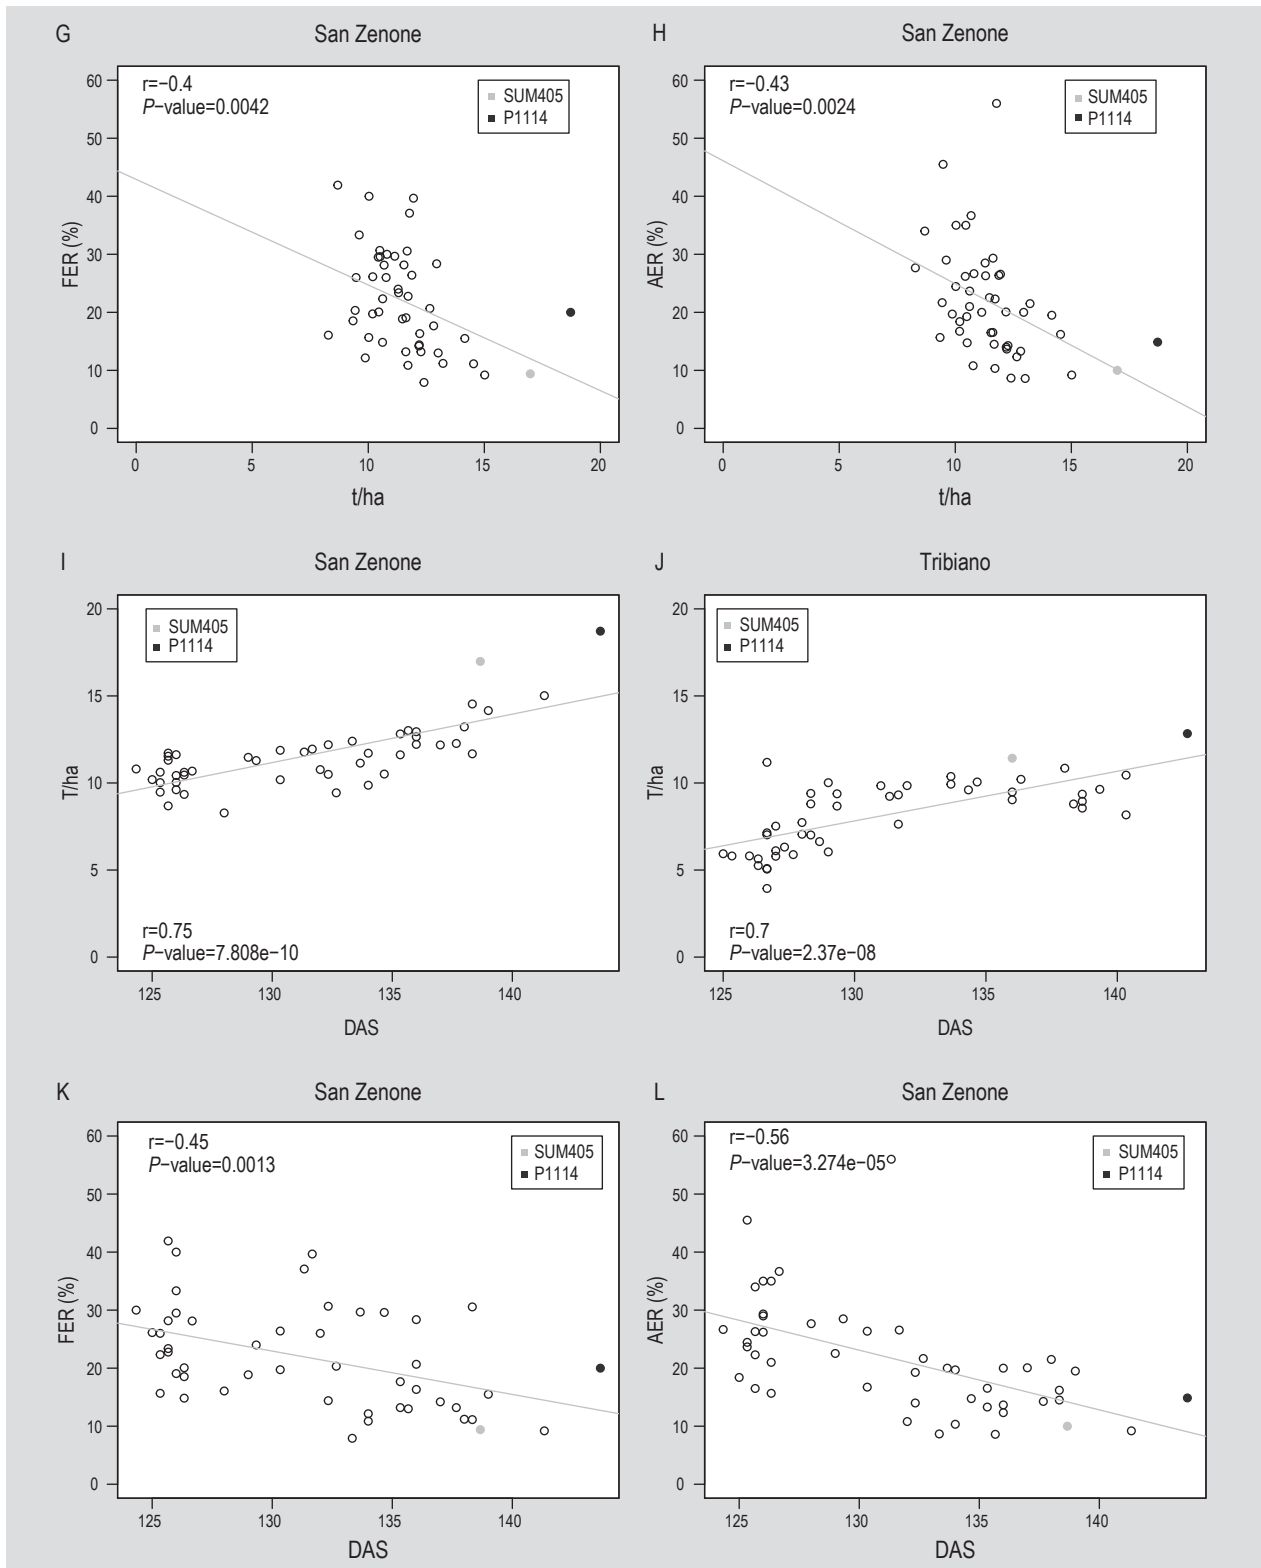 G
San Zenone
r=−0.4
P−value=0.0042
SUM405
P1114
FER (%)
60
50
40
30
20
10
0
0 5 10 15 20
t/ha
H
San Zenone
r=−0.43
P−value=0.0024
SUM405
P1114
AER (%)
60
50
40
30
20
10
0
0 5 10 15 20
t/ha
I
San Zenone
SUM405
P1114
T/ha
20
15
10
5
0
r=0.75
P−value=7.808e−10
125 130 135 140
DAS
J
Tribiano
SUM405
P1114
T/ha
20
15
10
5
0
r=0.7
P−value=2.37e−08
125 130 135 140
DAS
K
San Zenone
r=−0.45
P−value=0.0013
SUM405
P1114
FER (%)
60
50
40
30
20
10
0
125 130 135 140
DAS
L
San Zenone
r=−0.56
P−value=3.274e−05
SUM405
P1114
AER (%)
60
50
40
30
20
10
0
125 130 135 140
DAS